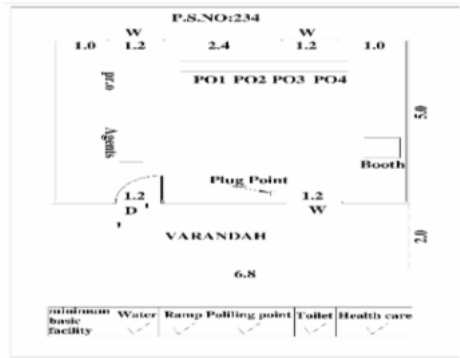 P.S.NO:234
W W
1.0 1.2 2.4 1.2 1.0
pr.o
PO1 PO2 PO3 PO4
5.0
Agents
Booth
Plug Point
1.2 1.2
D W
VARANDAH
2.0
6.8
minimum basic facility Water Ramp Poliling point Toilet Health care